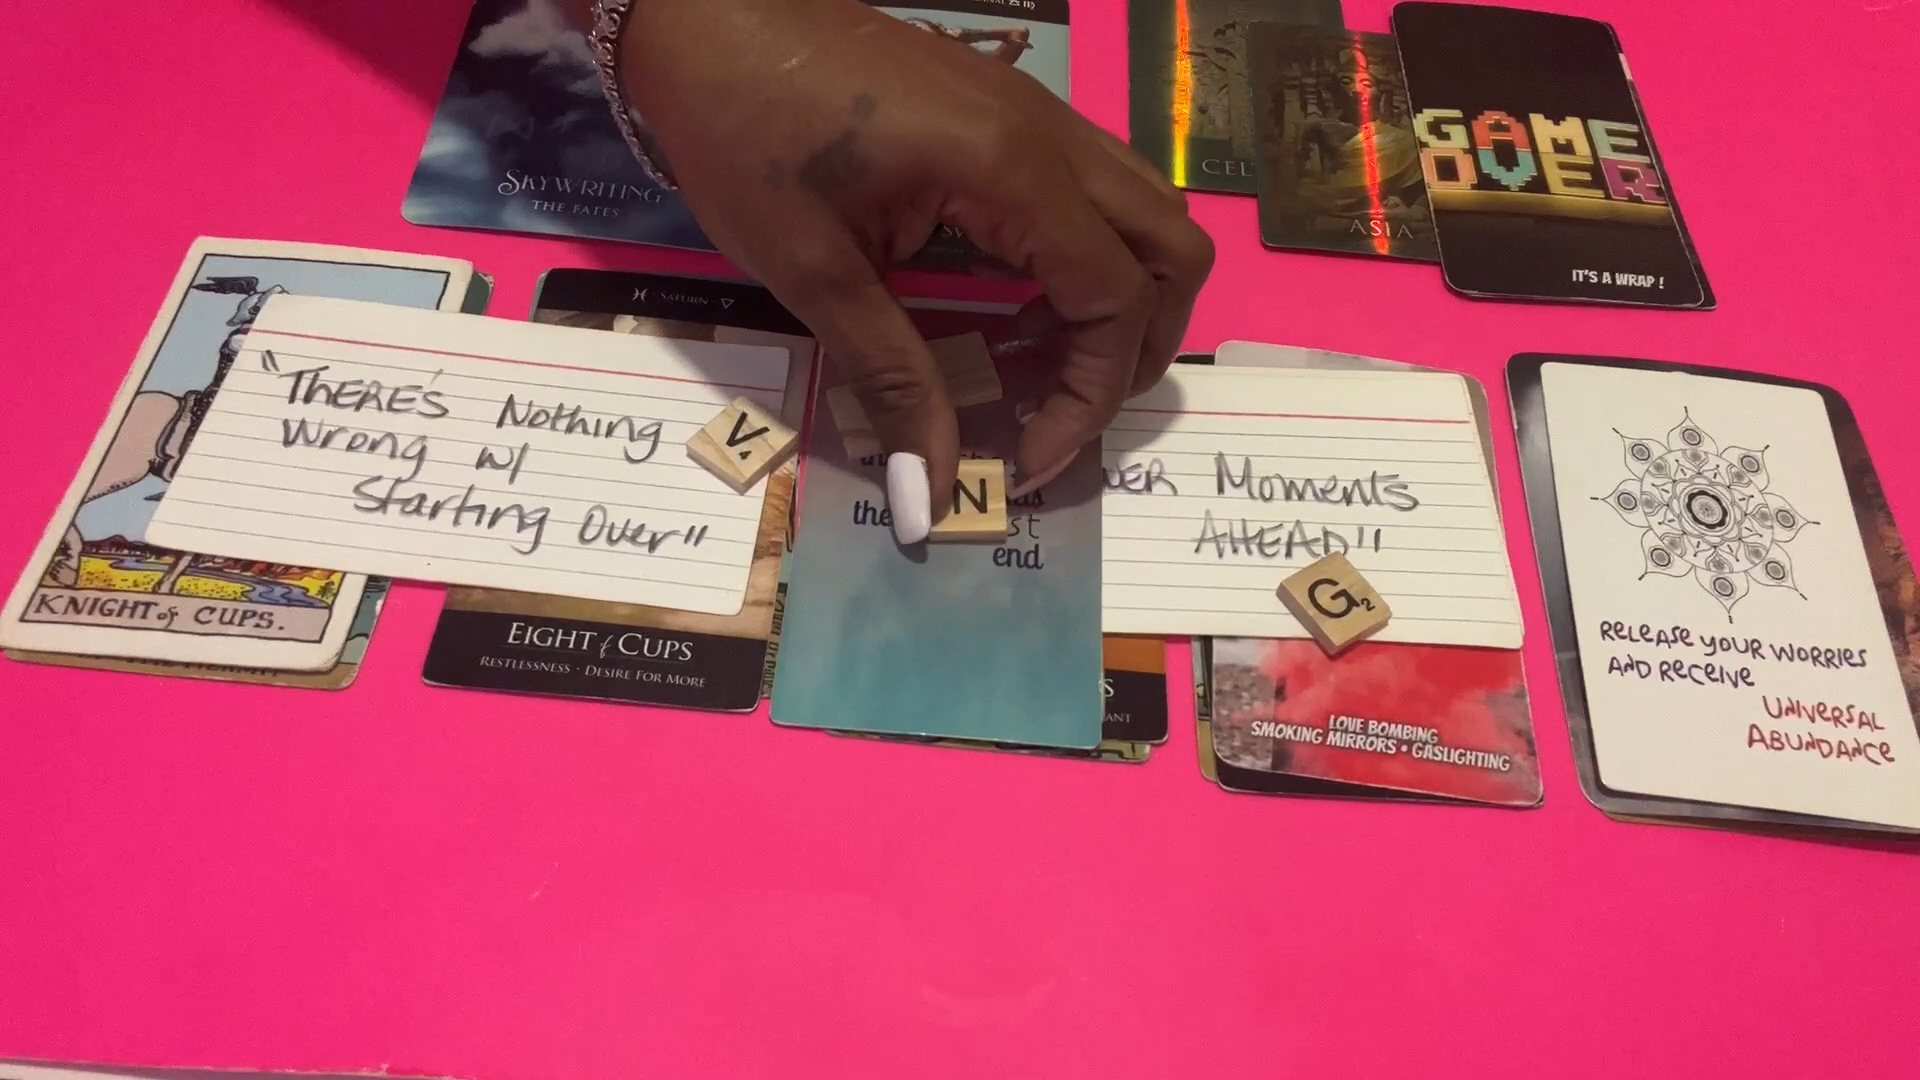 SKYWRITING
THE FATES
ASIA
GAME
OVER
IT'S A WRAP!
"THERE'S Nothing
Wrong w/
Starting Over"
V4
♓ · SATURN · ▽
KNIGHT of CUPS.
EIGHT of CUPS
RESTLESSNESS · DESIRE FOR MORE
N
end
Moments
AHEAD"
G2
LOVE BOMBING
SMOKING MIRRORS • GASLIGHTING
RELEASE YOUR WORRIES
AND RECEIVE
UNIVERSAL
ABUNDANCE